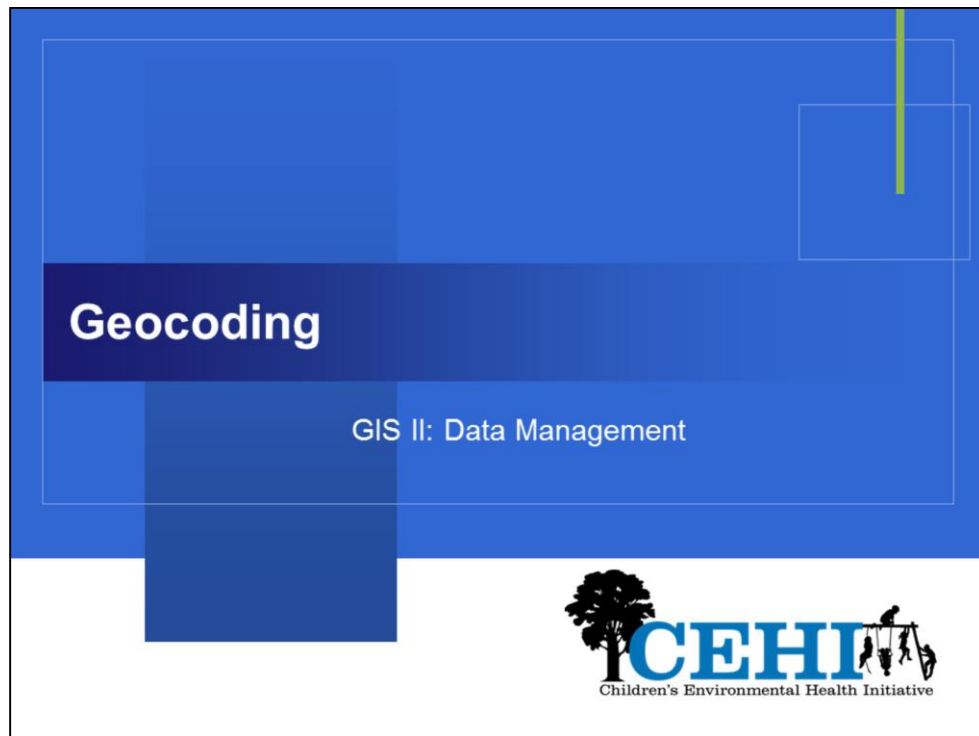 Geocoding
GIS II: Data Management
CEHI
Children's Environmental Health Initiative